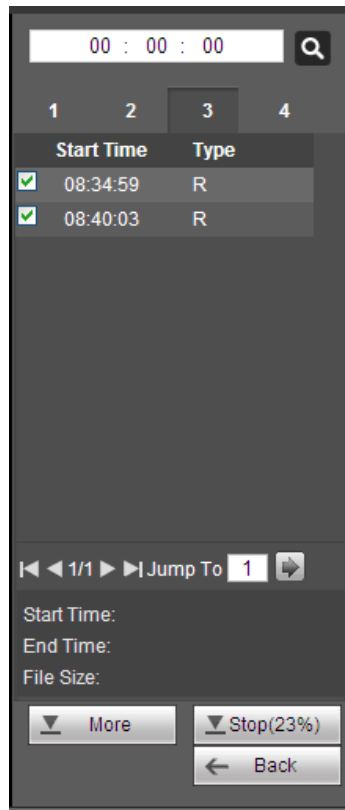 00 : 00 : 00
1 2 3 4
Start Time Type
08:34:59 R
08:40:03 R
1/1 Jump To 1
Start Time:
End Time:
File Size:
More Stop(23%)
Back